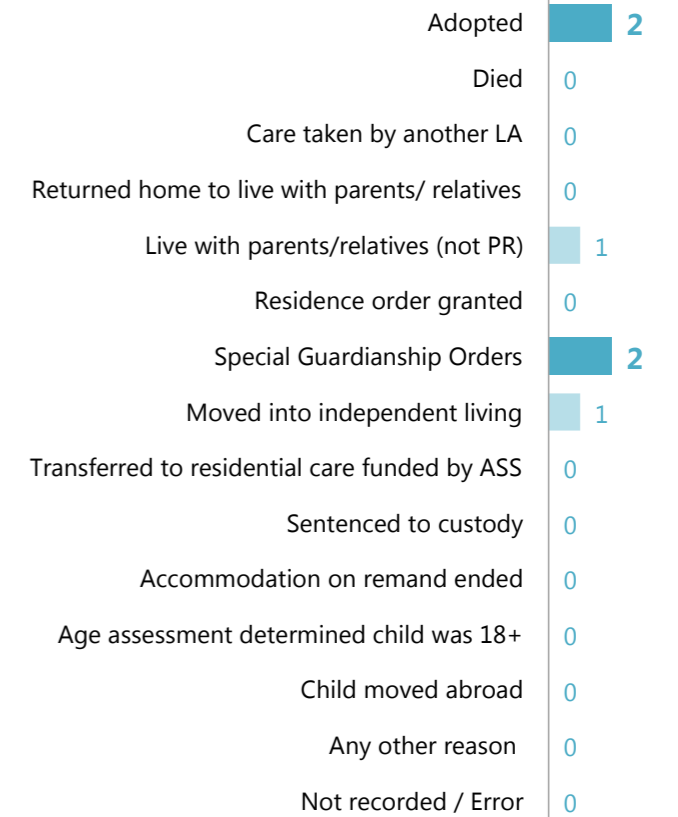 Adopted 2
Died 0
Care taken by another LA 0
Returned home to live with parents/ relatives 0
Live with parents/relatives (not PR) 1
Residence order granted 0
Special Guardianship Orders 2
Moved into independent living 1
Transferred to residential care funded by ASS 0
Sentenced to custody 0
Accommodation on remand ended 0
Age assessment determined child was 18+ 0
Child moved abroad 0
Any other reason 0
Not recorded / Error 0